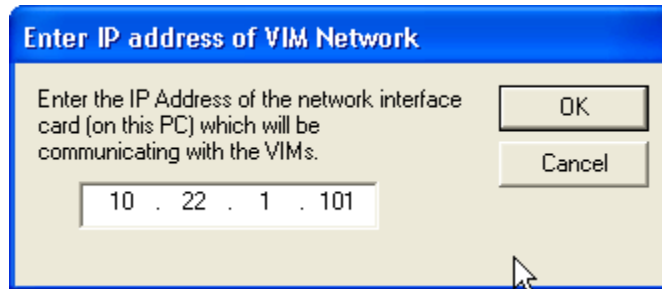 Enter IP address of VIM Network
Enter the IP Address of the network interface
card (on this PC) which will be
communicating with the VIMs.
OK
Cancel
10 . 22 . 1 . 101